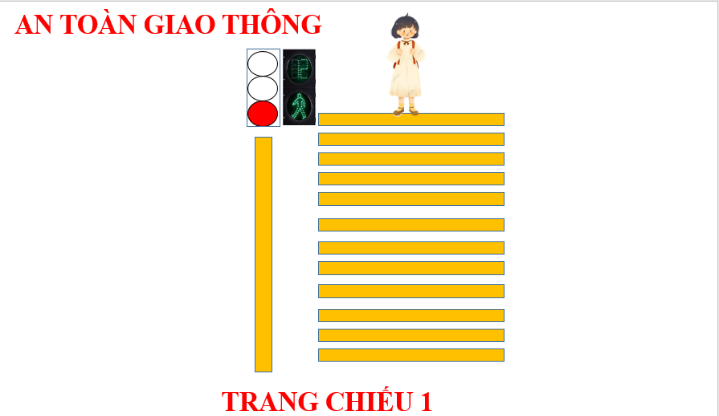 AN TOÀN GIAO THÔNG
TRANG CHIẾU 1